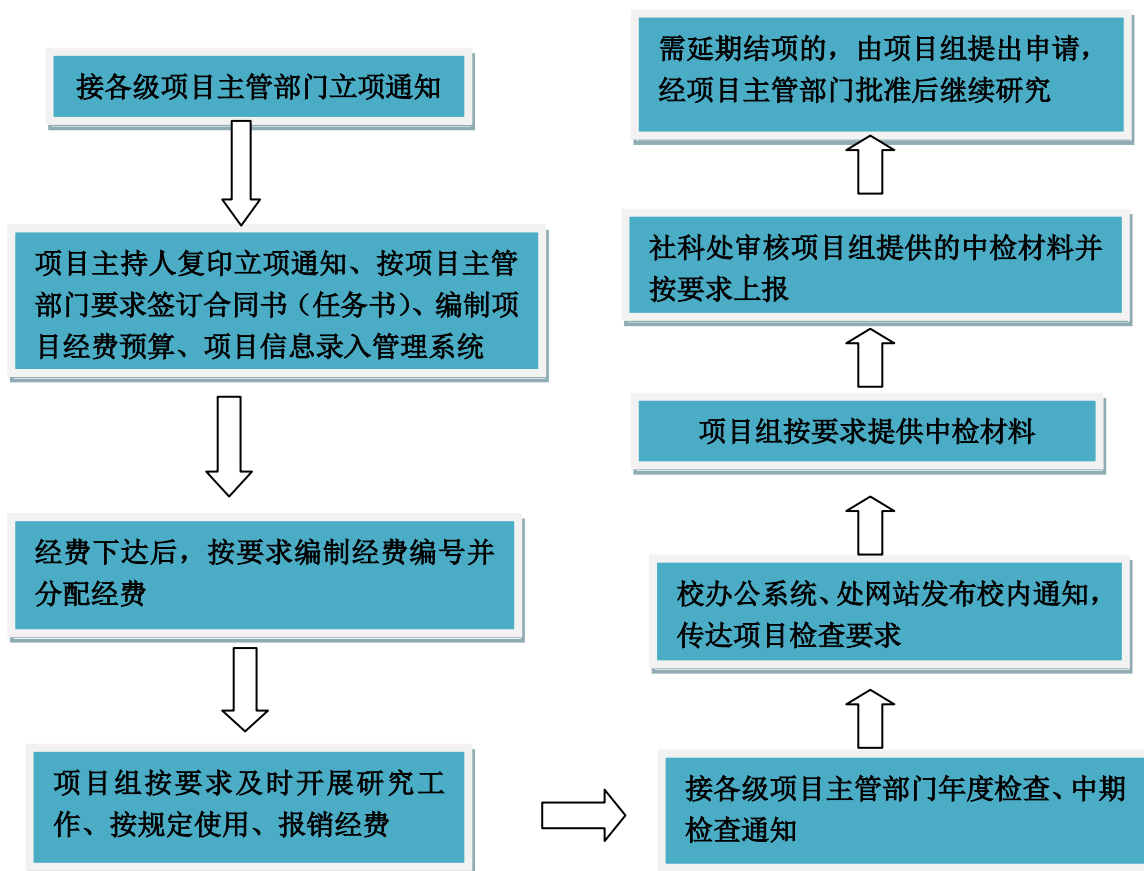 接各级项目主管部门立项通知
项目主持人复印立项通知、按项目主管
部门要求签订合同书（任务书）、编制项
目经费预算、项目信息录入管理系统
经费下达后，按要求编制经费编号并
分配经费
项目组按要求及时开展研究工
作、按规定使用、报销经费
接各级项目主管部门年度检查、中期
检查通知
校办公系统、处网站发布校内通知，
传达项目检查要求
项目组按要求提供中检材料
社科处审核项目组提供的中检材料并
按要求上报
需延期结项的，由项目组提出申请，
经项目主管部门批准后继续研究